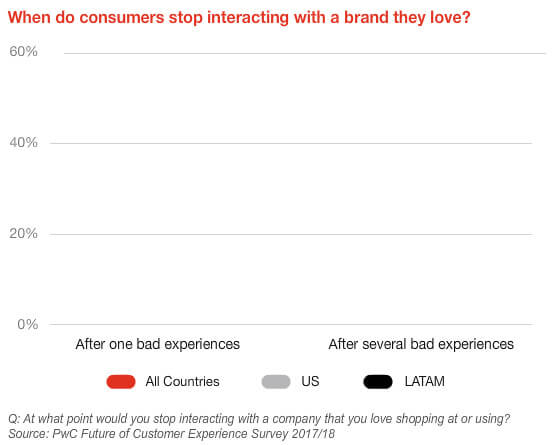 When do consumers stop interacting with a brand they love?
60%
40%
20%
0%
After one bad experiences
After several bad experiences
All Countries
US
LATAM
Q: At what point would you stop interacting with a company that you love shopping at or using?
Source: PwC Future of Customer Experience Survey 2017/18